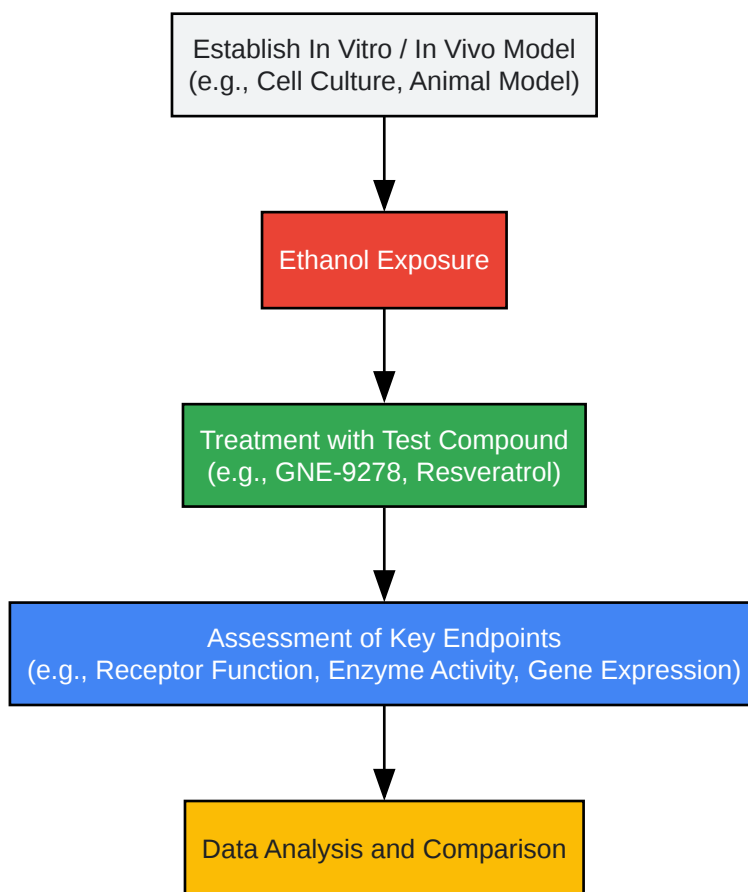 Establish In Vitro / In Vivo Model
(e.g., Cell Culture, Animal Model)
Ethanol Exposure
Treatment with Test Compound
(e.g., GNE-9278, Resveratrol)
Assessment of Key Endpoints
(e.g., Receptor Function, Enzyme Activity, Gene Expression)
Data Analysis and Comparison